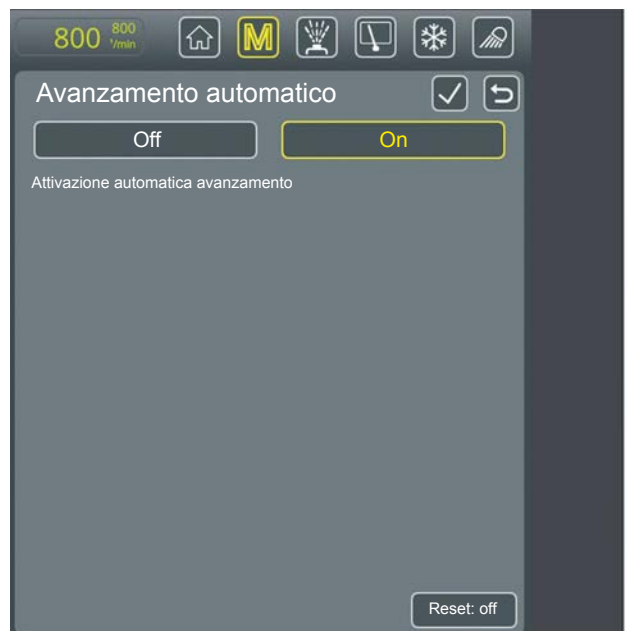 800 800 1/min
M
Avanzamento automatico
Off On
Attivazione automatica avanzamento
Reset: off